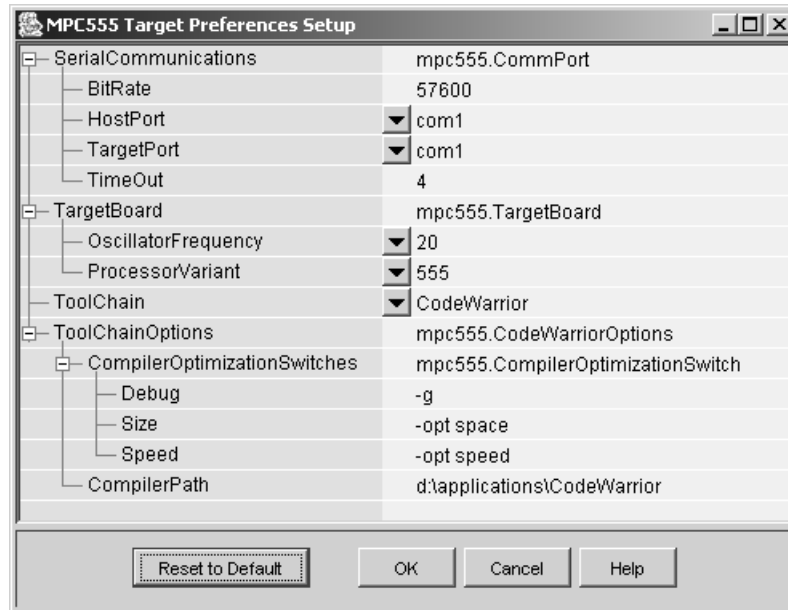 MPC555 Target Preferences Setup
SerialCommunications mpc555.CommPort
BitRate 57600
HostPort com1
TargetPort com1
TimeOut 4
TargetBoard mpc555.TargetBoard
OscillatorFrequency 20
ProcessorVariant 555
ToolChain CodeWarrior
ToolChainOptions mpc555.CodeWarriorOptions
CompilerOptimizationSwitches mpc555.CompilerOptimizationSwitch
Debug -g
Size -opt space
Speed -opt speed
CompilerPath d:\applications\CodeWarrior
Reset to Default OK Cancel Help